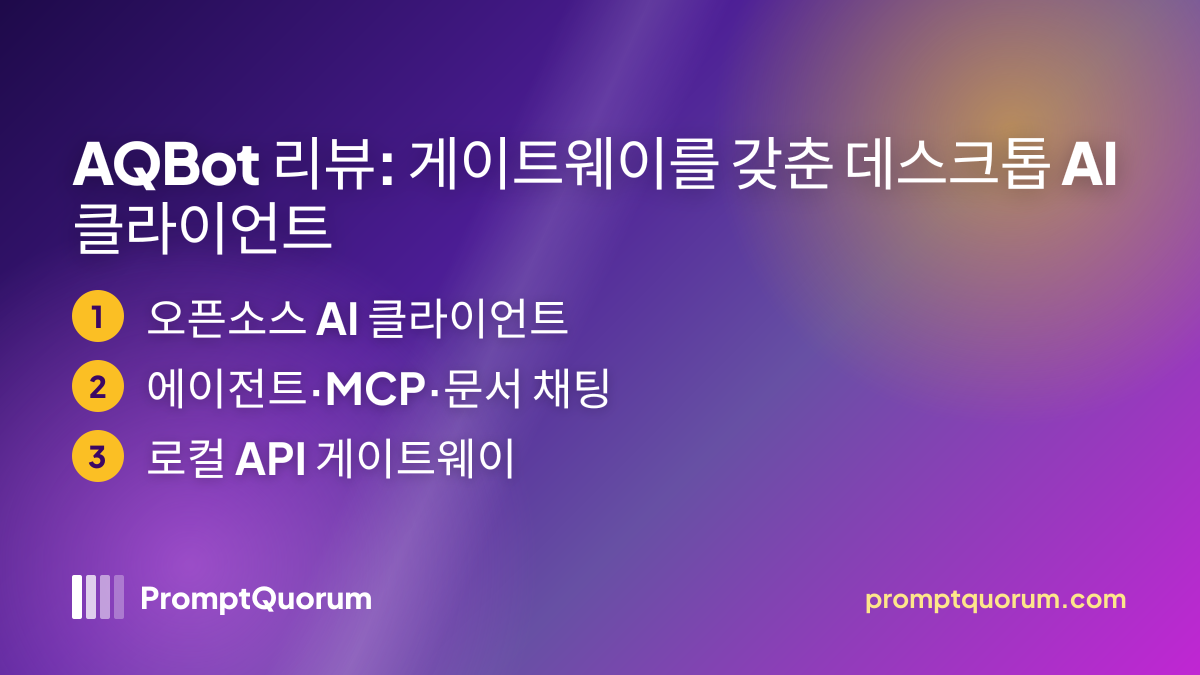 AQBot 리뷰: 게이트웨이를 갖춘 데스크톱 AI
클라이언트
1 오픈소스 AI 클라이언트
2 에이전트·MCP·문서 채팅
3 로컬 API 게이트웨이
PromptQuorum
promptquorum.com